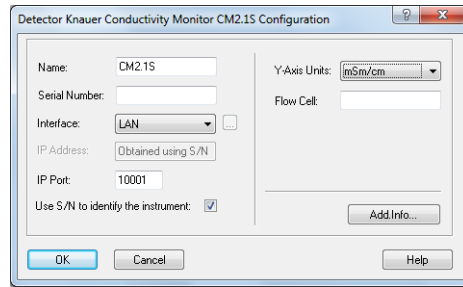 Detector Knauer Conductivity Monitor CM2.1S Configuration
Name: CM2.1S
Serial Number:
Interface: LAN ...
IP Address: Obtained using S/N
IP Port: 10001
Use S/N to identify the instrument:
Y-Axis Units: mSm/cm
Flow Cell:
Add.Info...
OK Cancel Help